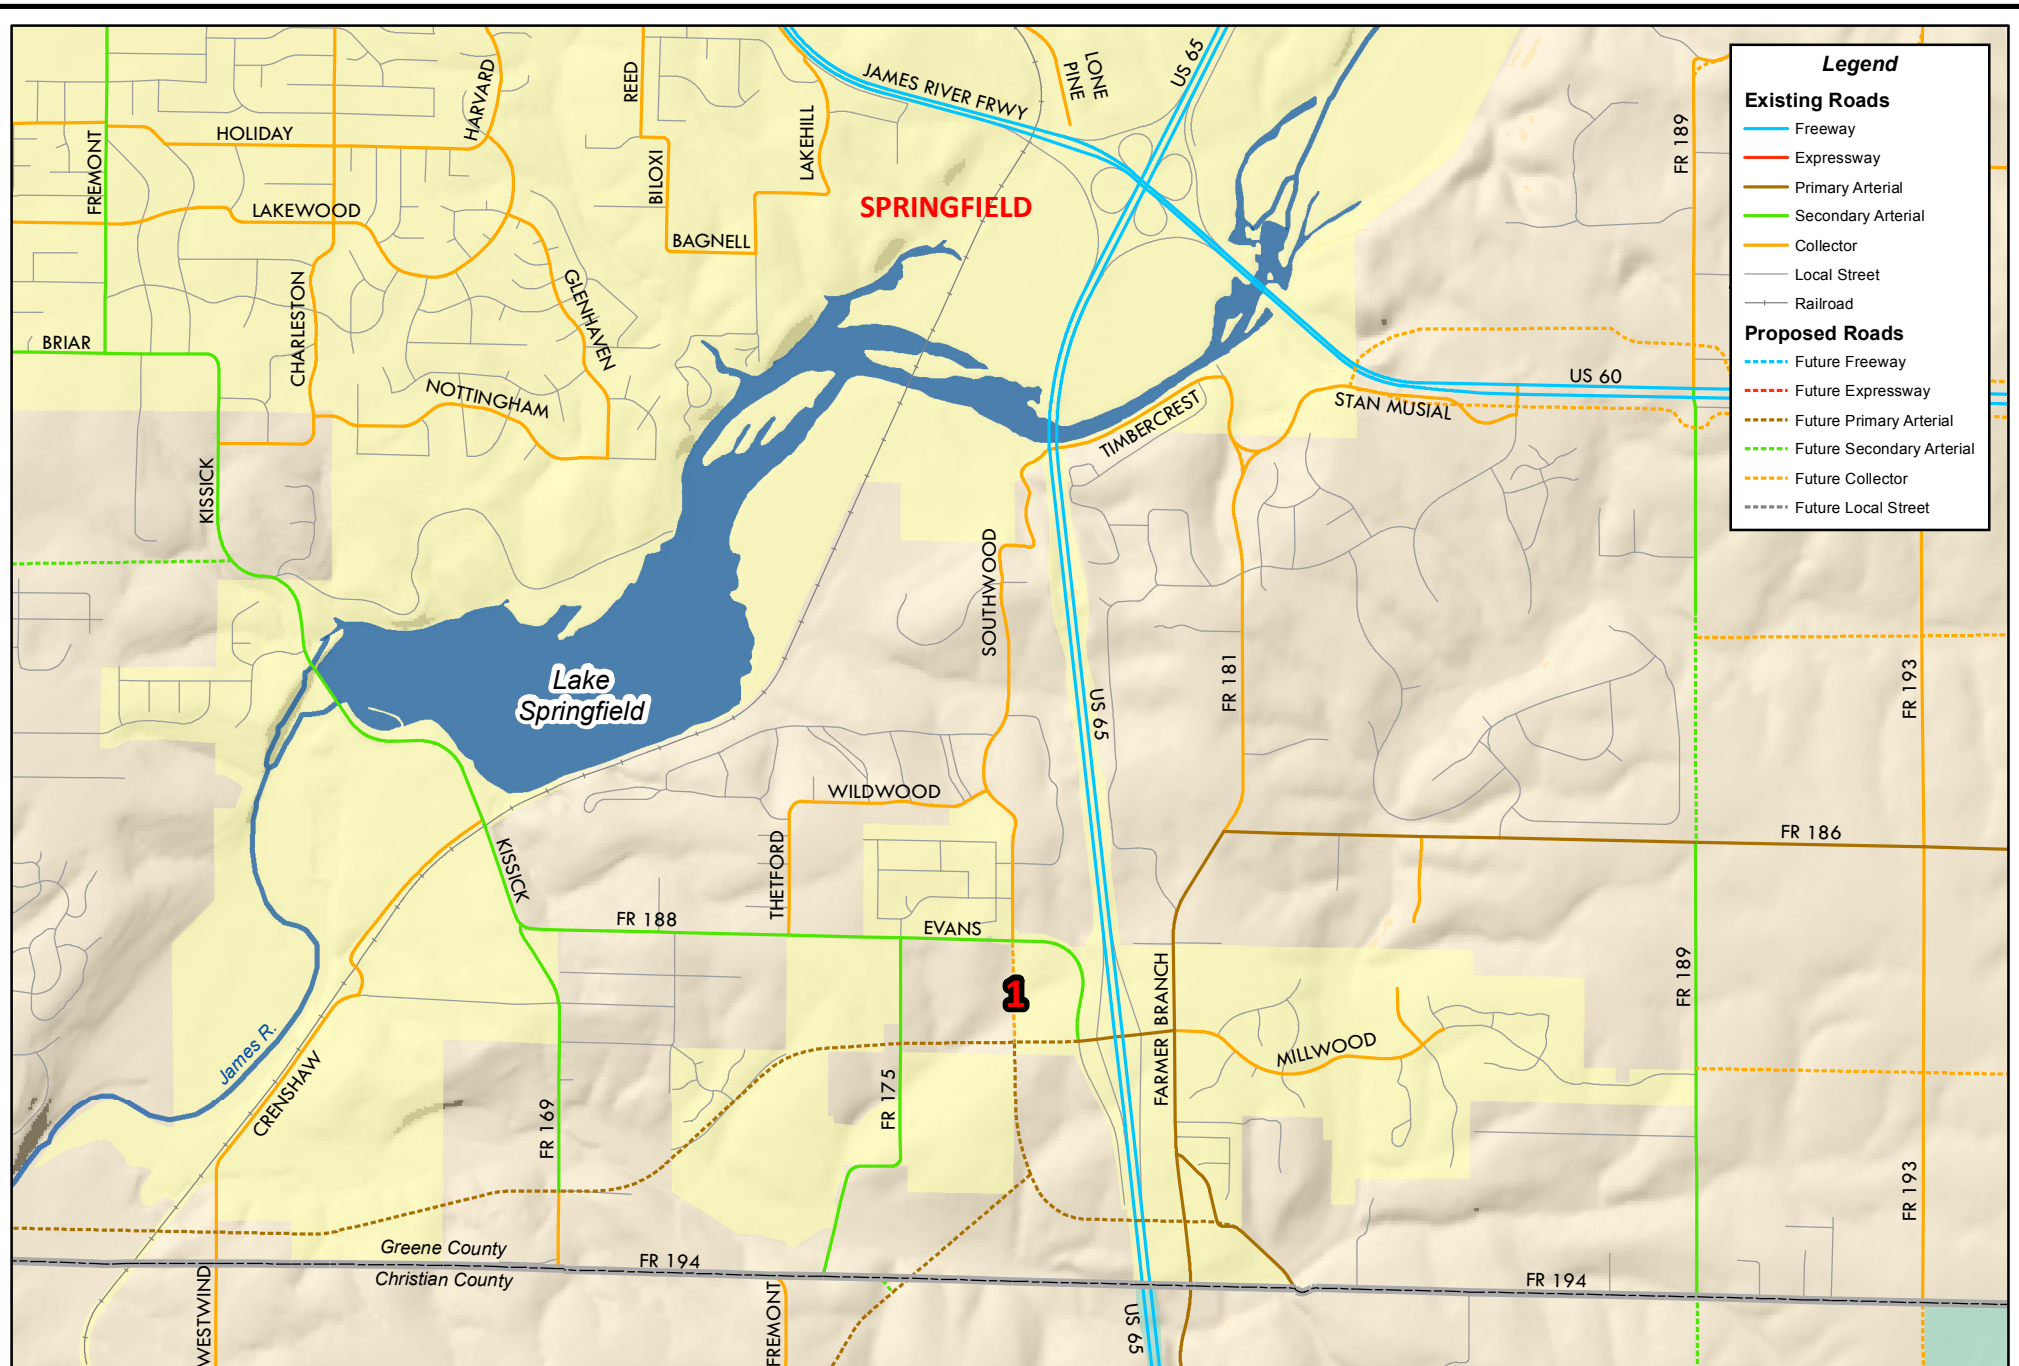 LONE
PINE
US 65
JAMES RIVER FRWY
HARVARD
REED
LAKEHILL
FREMONT
HOLIDAY
BILOXI
LAKEWOOD
SPRINGFIELD
BAGNELL
CHARLESTON
GLENHAVEN
BRIAR
NOTTINGHAM
KISSICK
TIMBERCREST
STAN MUSIAL
US 60
FR 189
Legend
Existing Roads
Freeway
Expressway
Primary Arterial
Secondary Arterial
Collector
Local Street
Railroad
Proposed Roads
Future Freeway
Future Expressway
Future Primary Arterial
Future Secondary Arterial
Future Collector
Future Local Street
SOUTHWOOD
Lake
Springfield
US 65
FR 181
FR 193
WILDWOOD
THETFORD
KISSICK
FR 186
FR 188
EVANS
1
FARMER BRANCH
FR 189
MILLWOOD
James R.
CRENSHAW
FR 169
FR 175
FR 193
Greene County
Christian County
FR 194
FR 194
WESTWIND
FREMONT
US 65